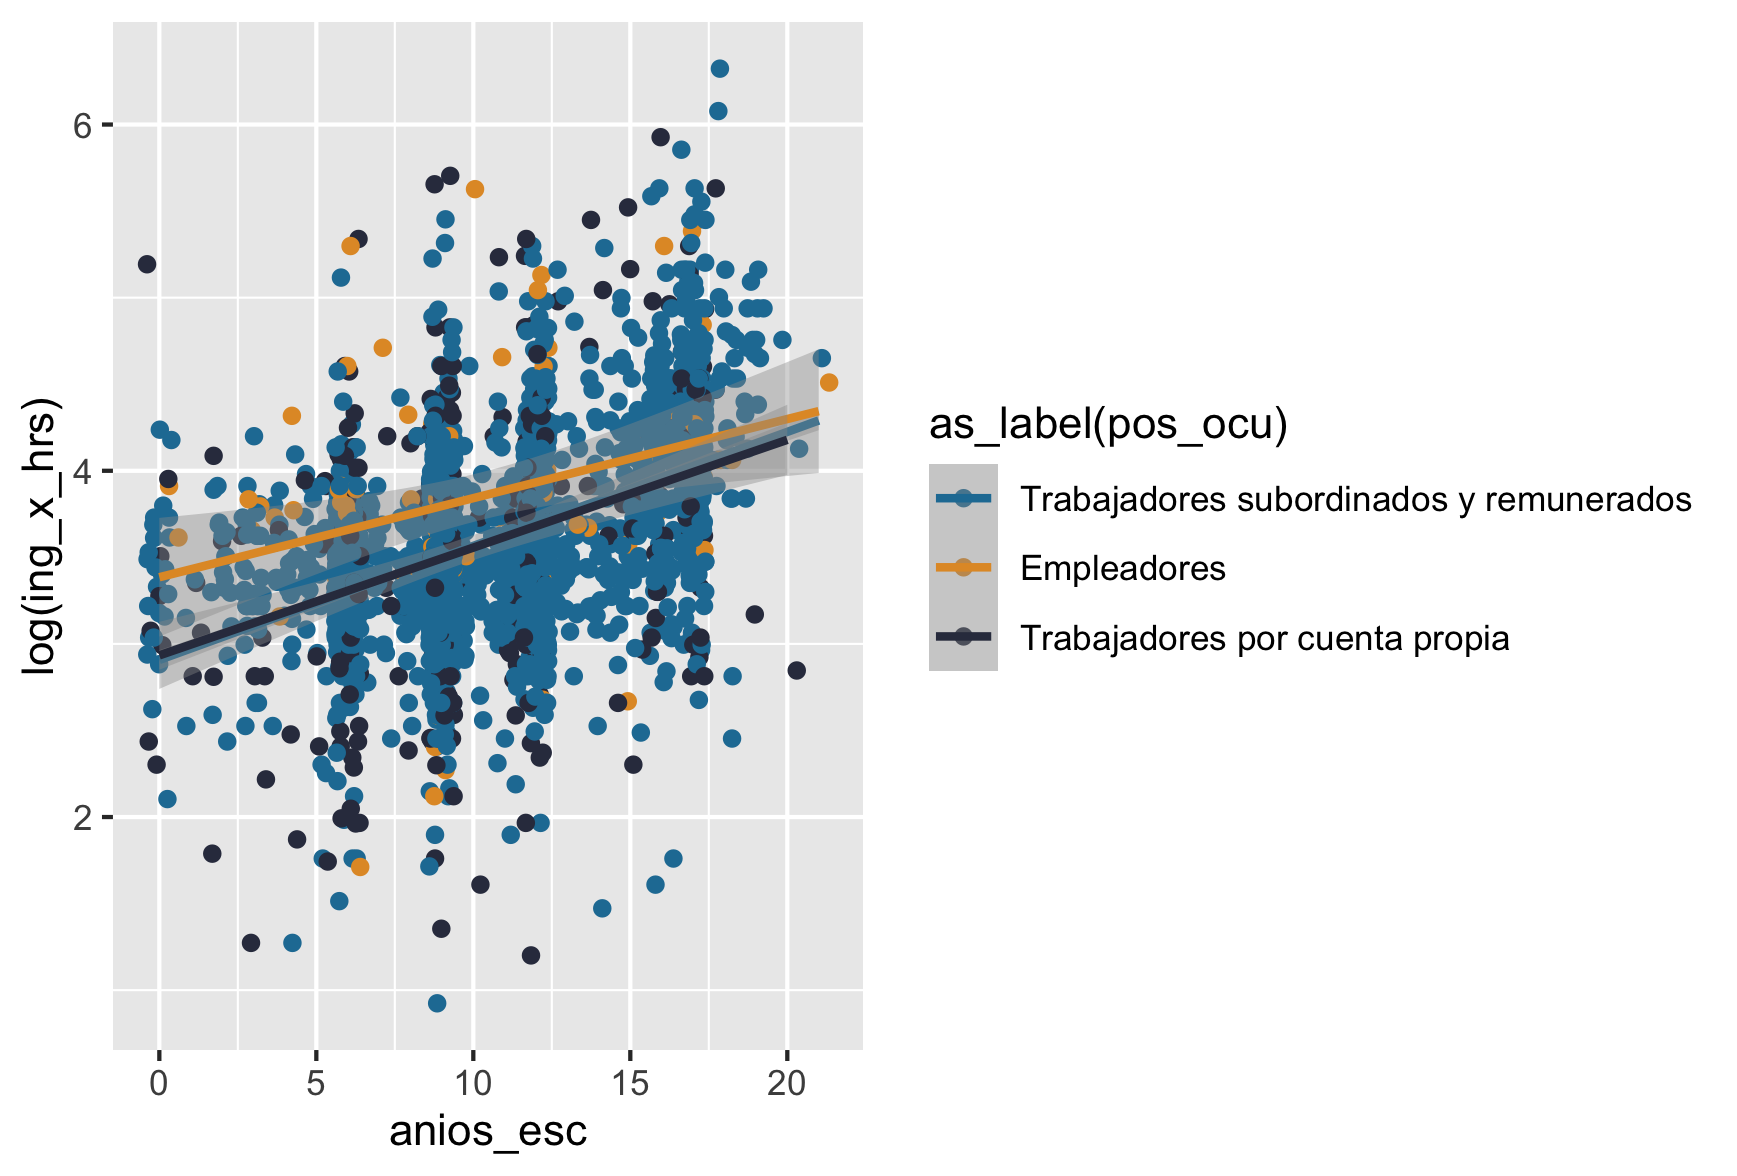 log(ing_x_hrs)
6
4
2
0 5 10 15 20
anios_esc
as_label(pos_ocu)
Trabajadores subordinados y remunerados
Empleadores
Trabajadores por cuenta propia